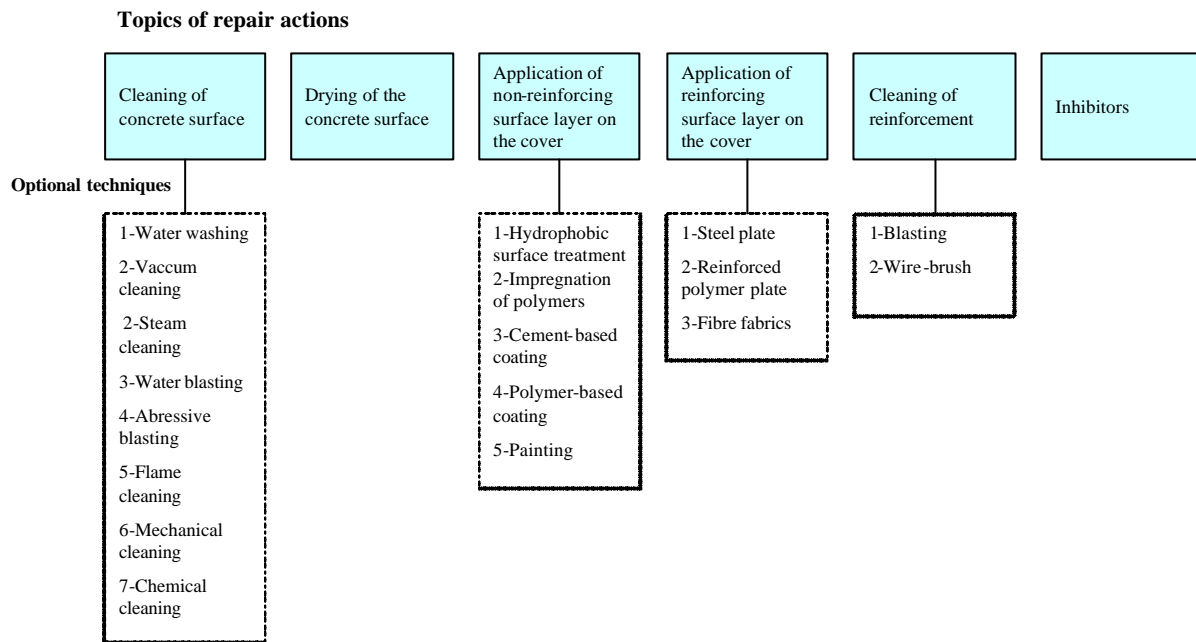 Topics of repair actions
Cleaning of
concrete surface
Drying of the
concrete surface
Application of
non-reinforcing
surface layer on
the cover
Application of
reinforcing
surface layer on
the cover
Cleaning of
reinforcement
Inhibitors
Optional techniques
1-Water washing
2-Vaccum
cleaning
2-Steam
cleaning
3-Water blasting
4-Abressive
blasting
5-Flame
cleaning
6-Mechanical
cleaning
7-Chemical
cleaning
1-Hydrophobic
surface treatment
2-Impregnation
of polymers
3-Cement-based
coating
4-Polymer-based
coating
5-Painting
1-Steel plate
2-Reinforced
polymer plate
3-Fibre fabrics
1-Blasting
2-Wire-brush